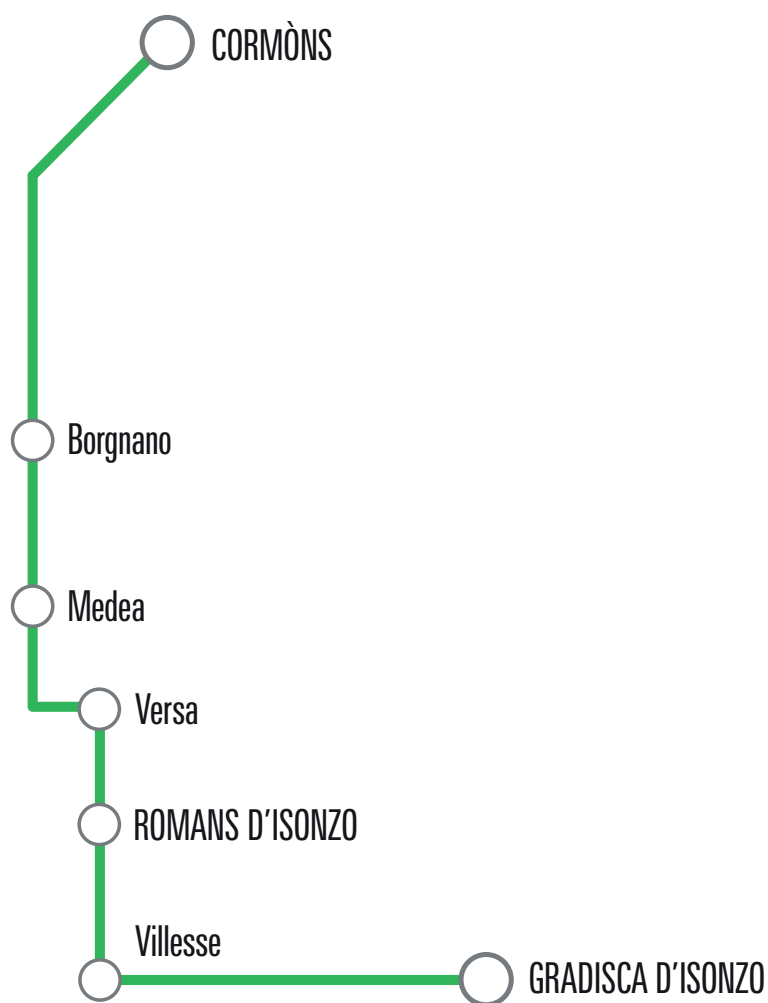 CORMÒNS
Borgnano
Medea
Versa
ROMANS D’ISONZO
Villesse
GRADISCA D’ISONZO